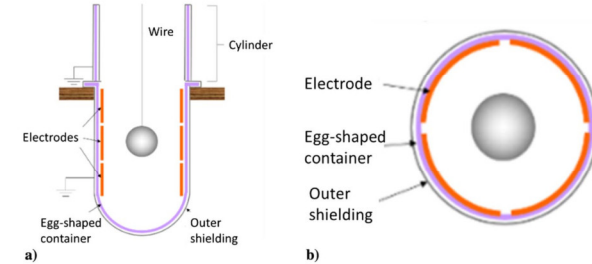 a)
Wire
Cylinder
Electrodes
Egg-shaped
container
Outer
shielding
b)
Electrode
Egg-shaped
container
Outer
shielding